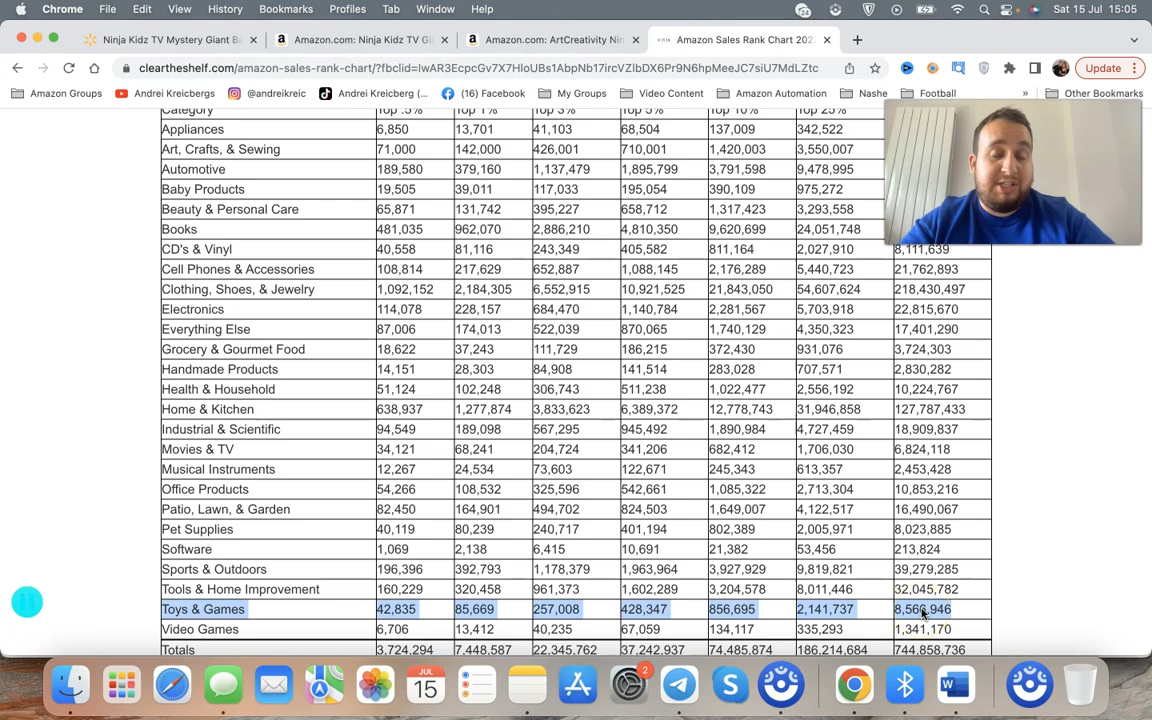 Chrome File Edit View History Bookmarks Profiles Tab Window Help 24 Sat 15 Jul 15:05
Ninja Kidz TV Mystery Giant Ba Amazon.com: Ninja Kidz TV Gi Amazon.com: ArtCreativity Nin Amazon Sales Rank Chart 202
cleartheshelf.com/amazon-sales-rank-chart/?fbclid=IwAR3EcpcGv7X7HloUBs1AbpNb17ircVZlbDX6Pr9N6hpMeeJC7siU7MdLZtc Update
Amazon Groups Andrei Kreicbergs @andreikreic Andrei Kreicberg (... (16) Facebook My Groups Video Content Amazon Automation Nashe Football » Other Bookmarks
Category Top .5% Top 1% Top 3% Top 5% Top 10% Top 25%
Appliances 6,850 13,701 41,103 68,504 137,009 342,522
Art, Crafts, & Sewing 71,000 142,000 426,001 710,001 1,420,003 3,550,007
Automotive 189,580 379,160 1,137,479 1,895,799 3,791,598 9,478,995
Baby Products 19,505 39,011 117,033 195,054 390,109 975,272
Beauty & Personal Care 65,871 131,742 395,227 658,712 1,317,423 3,293,558
Books 481,035 962,070 2,886,210 4,810,350 9,620,699 24,051,748
CD's & Vinyl 40,558 81,116 243,349 405,582 811,164 2,027,910 8,111,639
Cell Phones & Accessories 108,814 217,629 652,887 1,088,145 2,176,289 5,440,723 21,762,893
Clothing, Shoes, & Jewelry 1,092,152 2,184,305 6,552,915 10,921,525 21,843,050 54,607,624 218,430,497
Electronics 114,078 228,157 684,470 1,140,784 2,281,567 5,703,918 22,815,670
Everything Else 87,006 174,013 522,039 870,065 1,740,129 4,350,323 17,401,290
Grocery & Gourmet Food 18,622 37,243 111,729 186,215 372,430 931,076 3,724,303
Handmade Products 14,151 28,303 84,908 141,514 283,028 707,571 2,830,282
Health & Household 51,124 102,248 306,743 511,238 1,022,477 2,556,192 10,224,767
Home & Kitchen 638,937 1,277,874 3,833,623 6,389,372 12,778,743 31,946,858 127,787,433
Industrial & Scientific 94,549 189,098 567,295 945,492 1,890,984 4,727,459 18,909,837
Movies & TV 34,121 68,241 204,724 341,206 682,412 1,706,030 6,824,118
Musical Instruments 12,267 24,534 73,603 122,671 245,343 613,357 2,453,428
Office Products 54,266 108,532 325,596 542,661 1,085,322 2,713,304 10,853,216
Patio, Lawn, & Garden 82,450 164,901 494,702 824,503 1,649,007 4,122,517 16,490,067
Pet Supplies 40,119 80,239 240,717 401,194 802,389 2,005,971 8,023,885
Software 1,069 2,138 6,415 10,691 21,382 53,456 213,824
Sports & Outdoors 196,396 392,793 1,178,379 1,963,964 3,927,929 9,819,821 39,279,285
Tools & Home Improvement 160,229 320,458 961,373 1,602,289 3,204,578 8,011,446 32,045,782
Toys & Games 42,835 85,669 257,008 428,347 856,695 2,141,737 8,566,946
Video Games 6,706 13,412 40,235 67,059 134,117 335,293 1,341,170
Totals 3,724,294 7,448,587 22,345,762 37,242,937 74,485,874 186,214,684 744,858,736
JUL
15
2